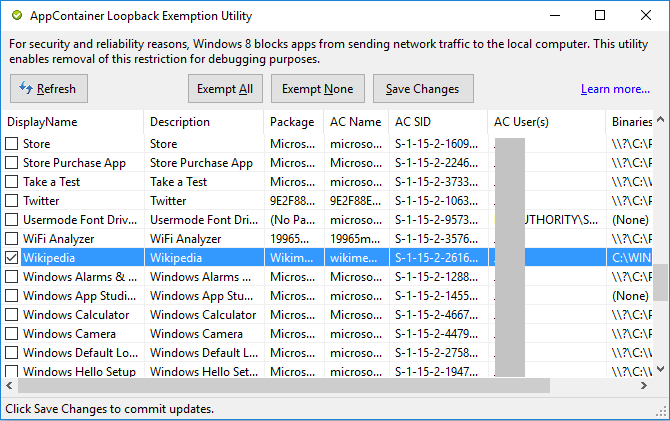 AppContainer Loopback Exemption Utility
For security and reliability reasons, Windows 8 blocks apps from sending network traffic to the local computer. This utility
enables removal of this restriction for debugging purposes.
Refresh Exempt All Exempt None Save Changes Learn more...
DisplayName Description Package AC Name AC SID AC User(s) Binaries
Store Store Micros... microso... S-1-15-2-1609... \\?\C:\P
Store Purchase App Store Purchase App Micros... microso... S-1-15-2-2246... \\?\C:\P
Take a Test Take a Test Micros... microso... S-1-15-2-3733... \\?\C:\W
Twitter Twitter 9E2F88... 9E2F88E... S-1-15-2-1063... \\?\C:\P
Usermode Font Driv... Usermode Font Dri... (No Pa... microso... S-1-15-2-9573... UTHORITY\S... (None)
WiFi Analyzer WiFi Analyzer 19965... 19965m... S-1-15-2-3576... \\?\C:\P
Wikipedia Wikipedia Wikim... wikime... S-1-15-2-2616... C:\WIN
Windows Alarms & ... Windows Alarms ... Micros... microso... S-1-15-2-1288... \\?\C:\P
Windows App Studi... Windows App Stu... Micros... microso... S-1-15-2-1455... (None)
Windows Calculator Windows Calculator Micros... microso... S-1-15-2-4667... \\?\C:\P
Windows Camera Windows Camera Micros... microso... S-1-15-2-4479... \\?\C:\P
Windows Default Lo... Windows Default L... Micros... microso... S-1-15-2-2758... \\?\C:\W
Windows Hello Setup Windows Hello Setup Micros... microso... S-1-15-2-1947... \\?\C:\W
Click Save Changes to commit updates.